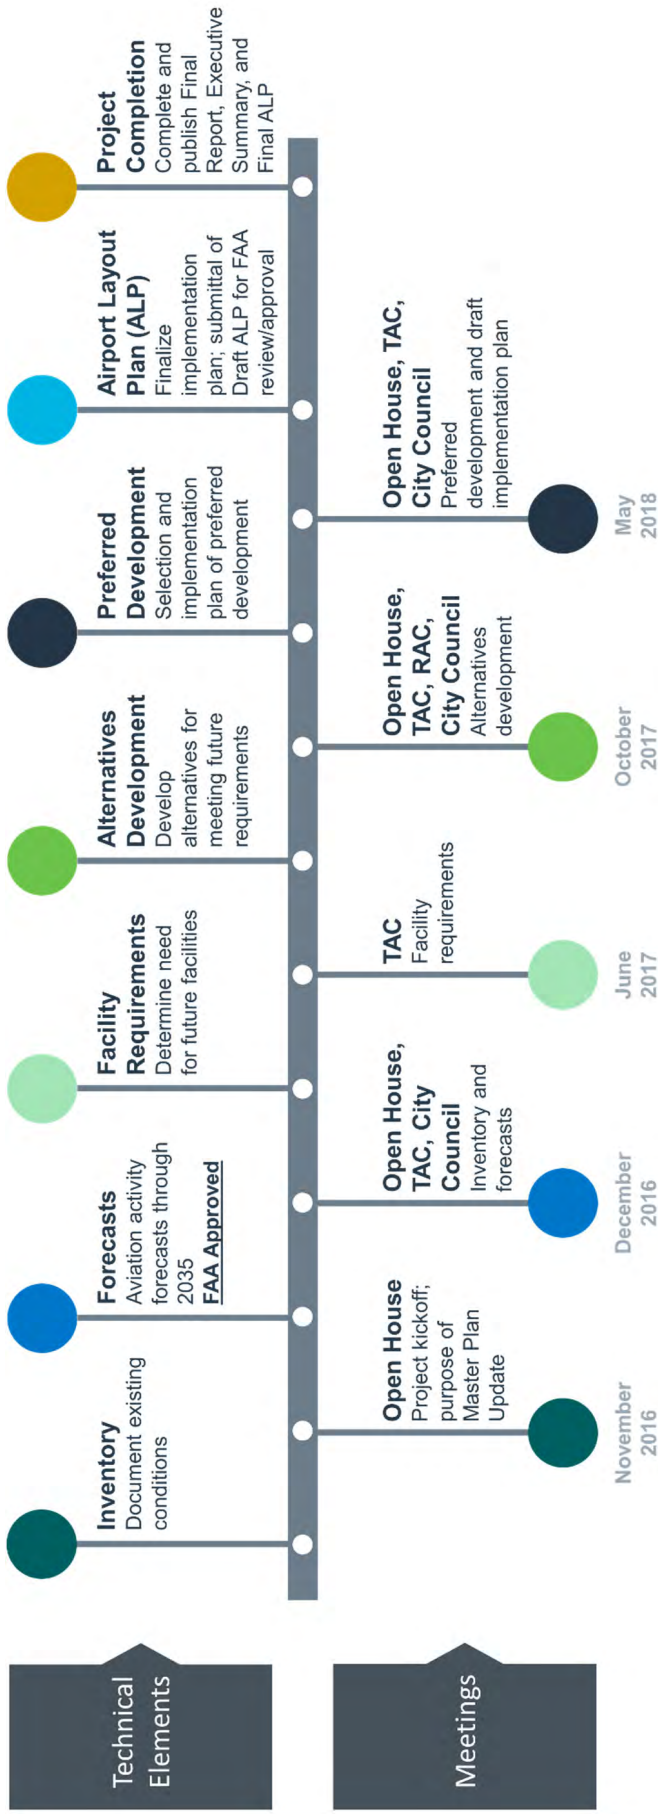 Technical
Elements
Inventory
Document existing
conditions
Forecasts
Aviation activity
forecasts through
2035
FAA Approved
Facility
Requirements
Determine need
for future facilities
Alternatives
Development
Develop
alternatives for
meeting future
requirements
Preferred
Development
Selection and
implementation
plan of preferred
development
Airport Layout
Plan (ALP)
Finalize
implementation
plan; submittal of
Draft ALP for FAA
review/approval
Project
Completion
Complete and
publish Final
Report, Executive
Summary, and
Final ALP
Meetings
Open House
Project kickoff;
purpose of
Master Plan
Update
November
2016
Open House,
TAC, City
Council
Inventory and
forecasts
December
2016
TAC
Facility
requirements
June
2017
Open House,
TAC, RAC,
City Council
Alternatives
development
October
2017
Open House, TAC,
City Council
Preferred
development and draft
implementation plan
May
2018